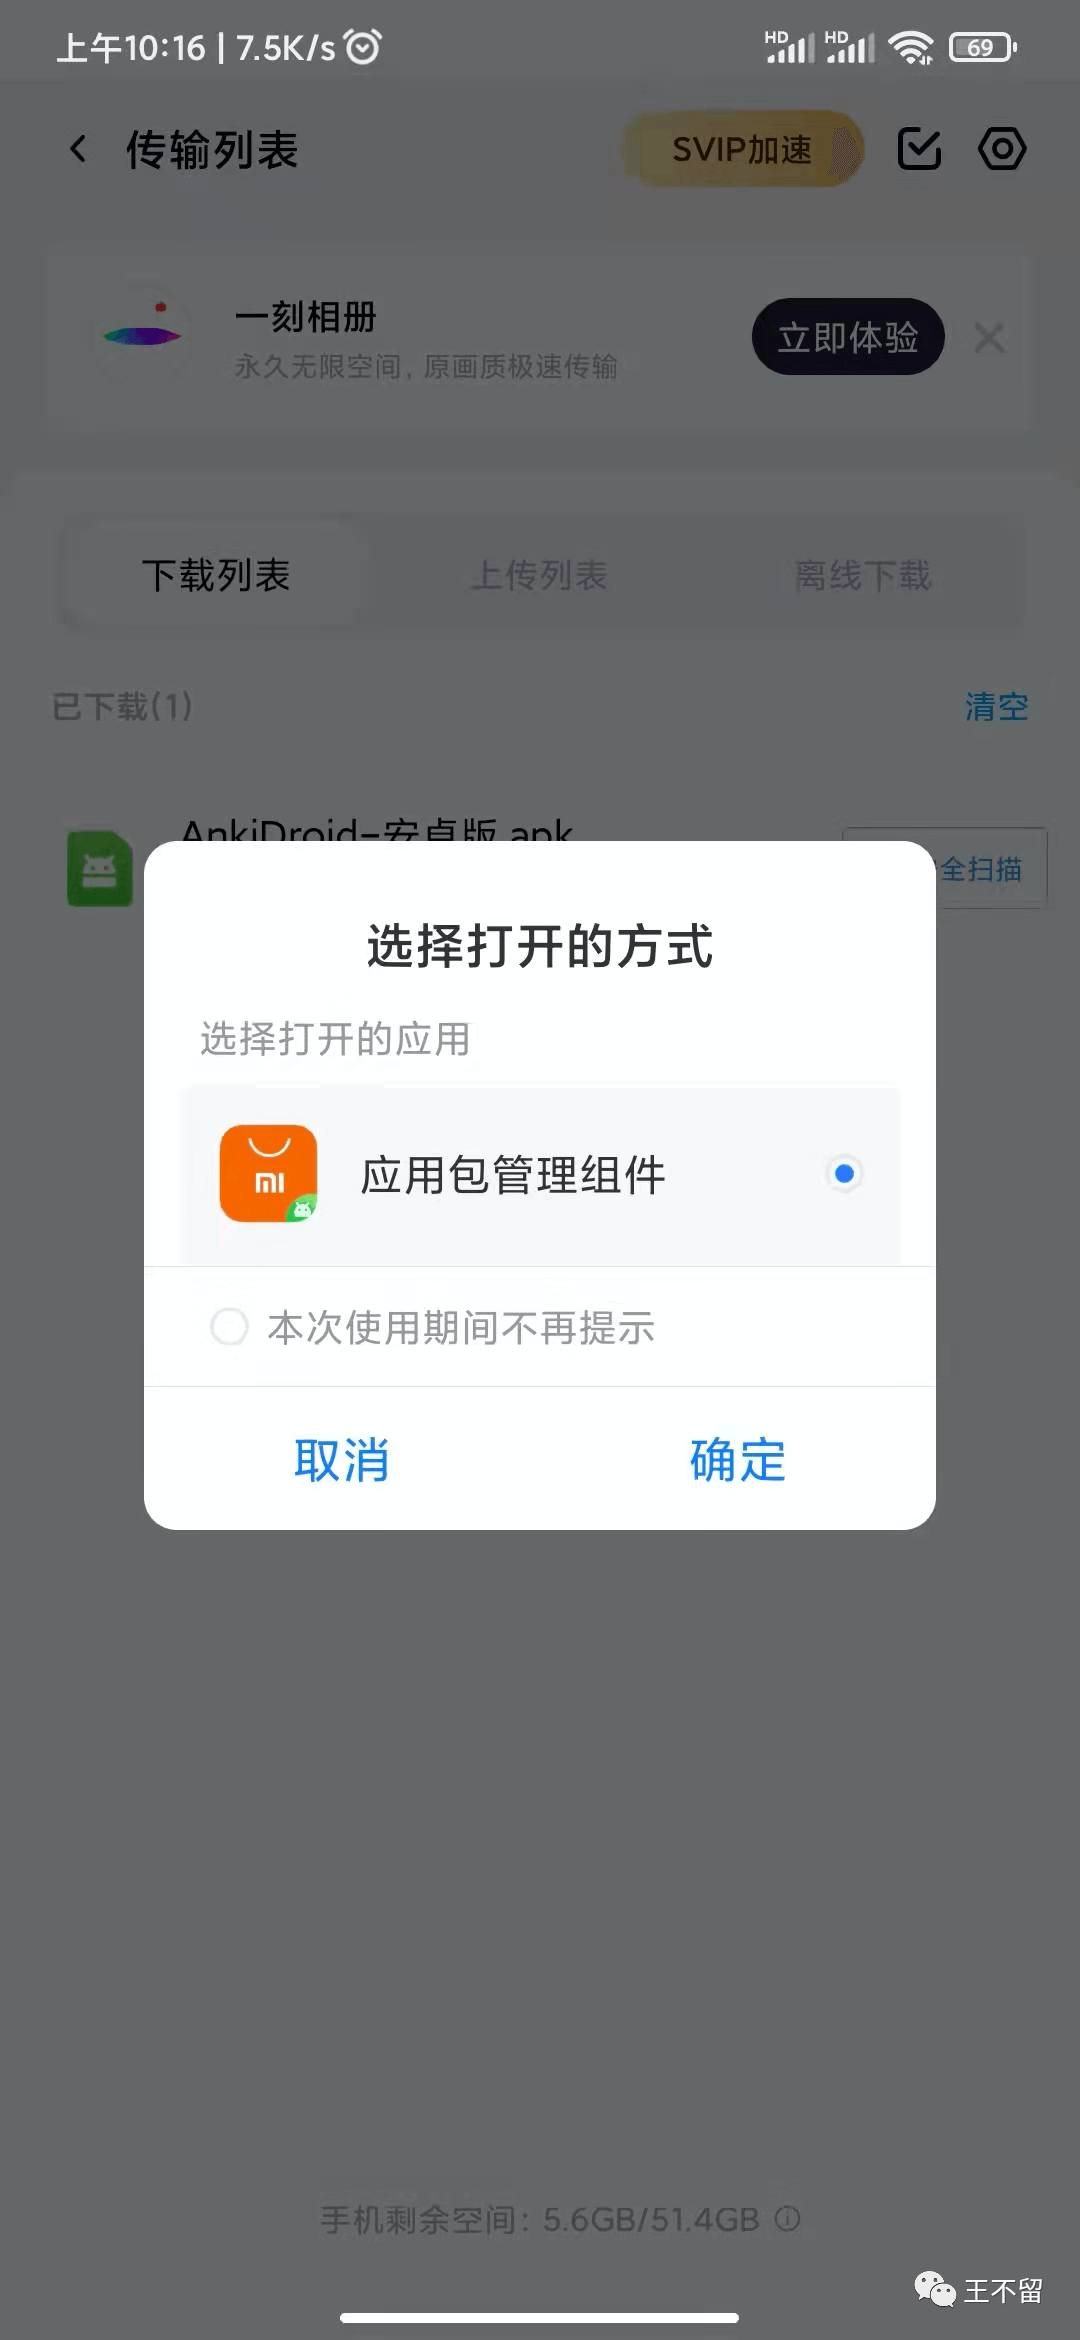 上午10:16 | 7.5K/s
HD HD 69
传输列表
SVIP加速
一刻相册
永久无限空间，原画质极速传输
立即体验
下载列表 上传列表 离线下载
已下载(1)
清空
AnkiDroid-安卓版.apk
全扫描
选择打开的方式
选择打开的应用
应用包管理组件
本次使用期间不再提示
取消 确定
手机剩余空间：5.6GB/51.4GB
王不留